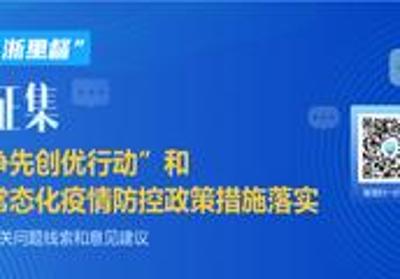 浙里督”
征集
争先创优行动”和
常态化疫情防控政策措施落实
关问题线索和意见建议